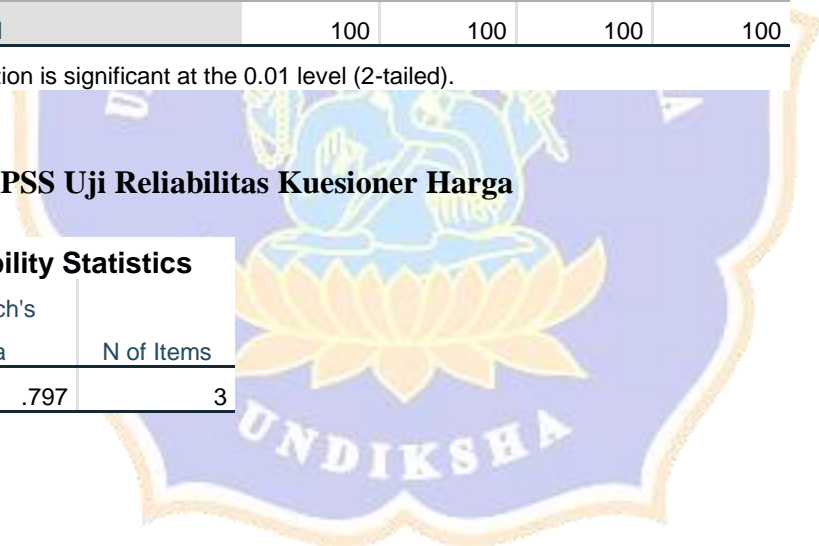 100 100 100 100
tion is significant at the 0.01 level (2-tailed).
PSS Uji Reliabilitas Kuesioner Harga
bility Statistics
ch's
a N of Items
.797 3
UNDIKSHA